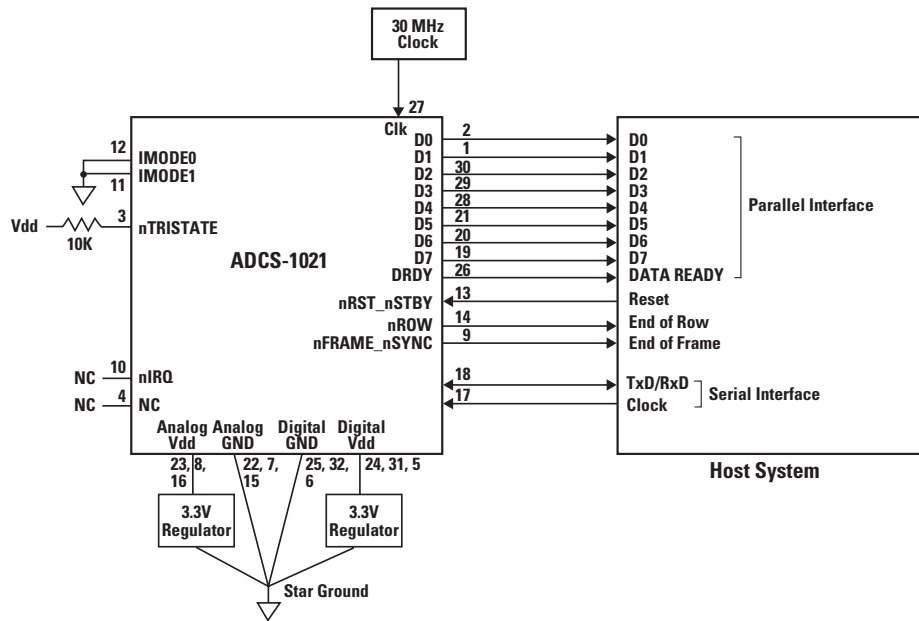 30 MHz
Clock
27
Clk
12
IMODE0
IMODE1
11
Vdd
10K
3
nTRISTATE
ADCS-1021
D0
2
D0
D1
1
D1
D2
30
D2
D3
29
D3
D4
28
D4
D5
21
D5
D6
20
D6
D7
19
D7
DRDY
26
DATA READY
Parallel Interface
nRST_nSTBY
13
Reset
nROW
14
End of Row
nFRAME_nSYNC
9
End of Frame
NC
10
nIRQ
NC
4
NC
18
TxD/RxD
17
Clock
Serial Interface
Analog
Vdd
Analog
GND
Digital
GND
Digital
Vdd
23, 8,
16
22, 7,
15
25, 32,
6
24, 31, 5
Host System
3.3V
Regulator
3.3V
Regulator
Star Ground